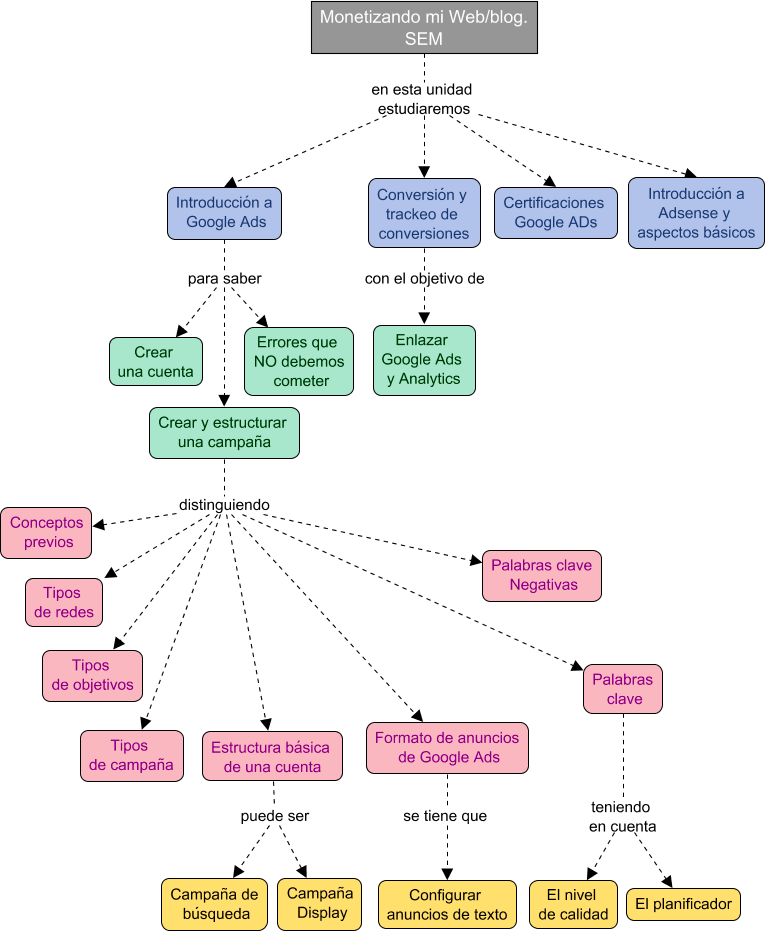 Monetizando mi Web/blog.
SEM
en esta unidad
estudiaremos
Introducción a
Google Ads
Conversión y
trackeo de
conversiones
Certificaciones
Google ADs
Introducción a
Adsense y
aspectos básicos
para saber
con el objetivo de
Crear
una cuenta
Errores que
NO debemos
cometer
Enlazar
Google Ads
y Analytics
Crear y estructurar
una campaña
distinguiendo
Conceptos
previos
Palabras clave
Negativas
Tipos
de redes
Tipos
de objetivos
Palabras
clave
Tipos
de campaña
Estructura básica
de una cuenta
Formato de anuncios
de Google Ads
puede ser
se tiene que
teniendo
en cuenta
Campaña de
búsqueda
Campaña
Display
Configurar
anuncios de texto
El nivel
de calidad
El planificador